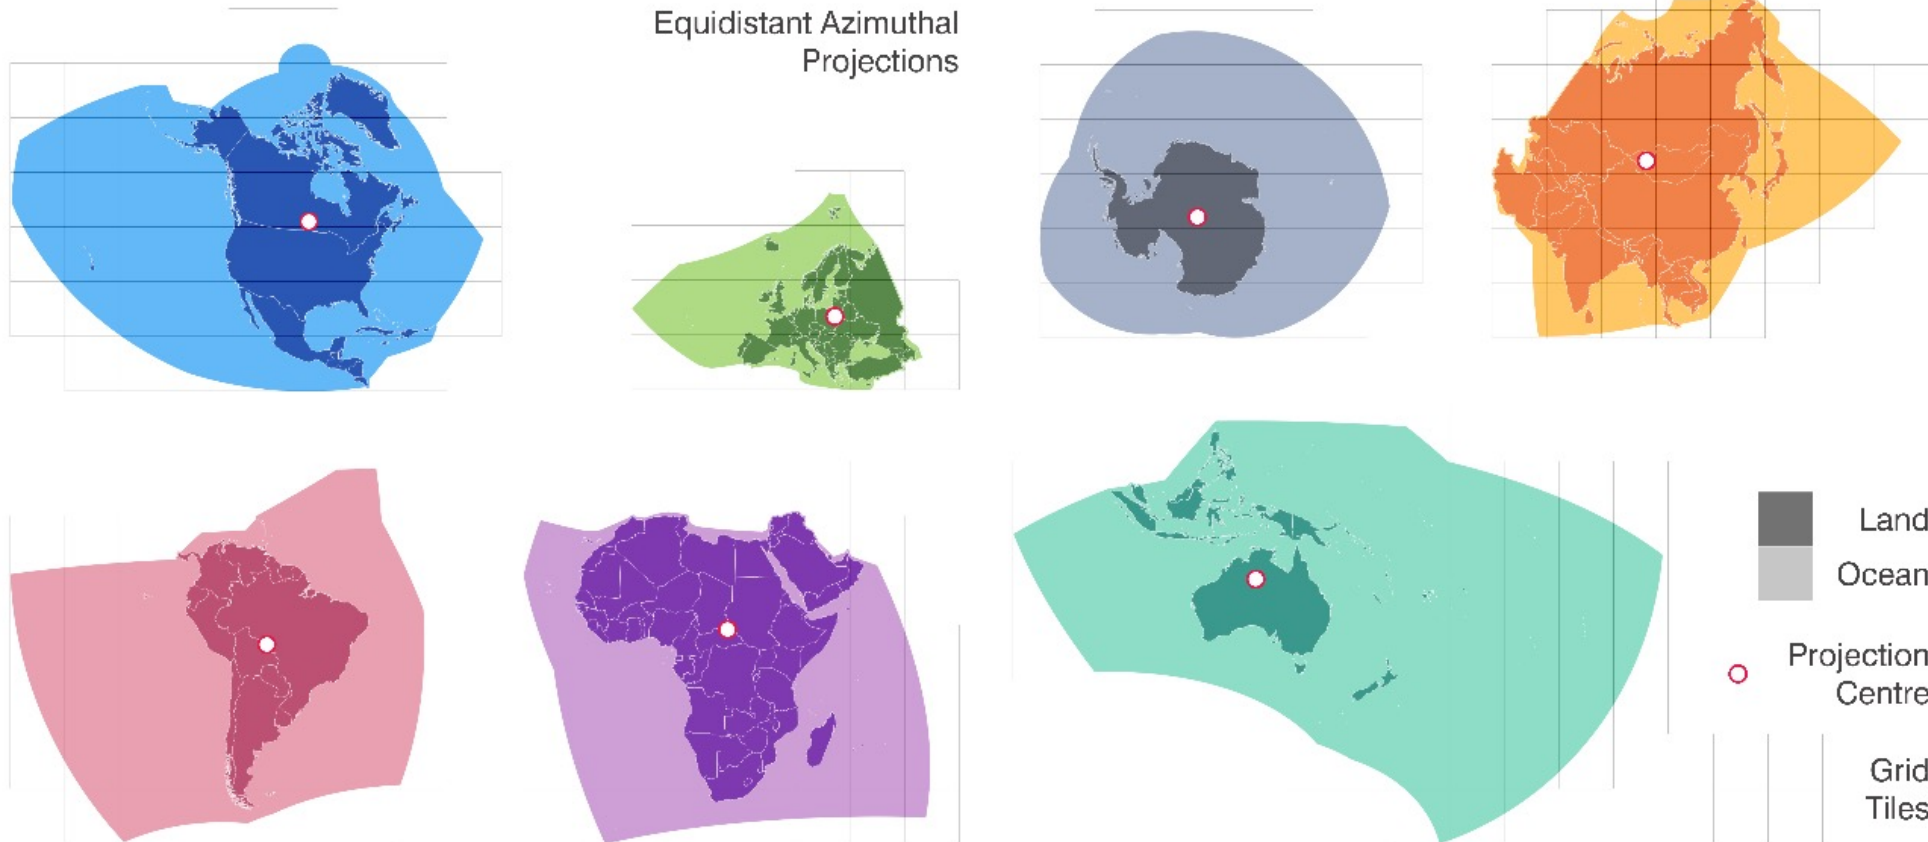 Equidistant Azimuthal
Projections
Land
Ocean
Projection
Centre
Grid
Tiles